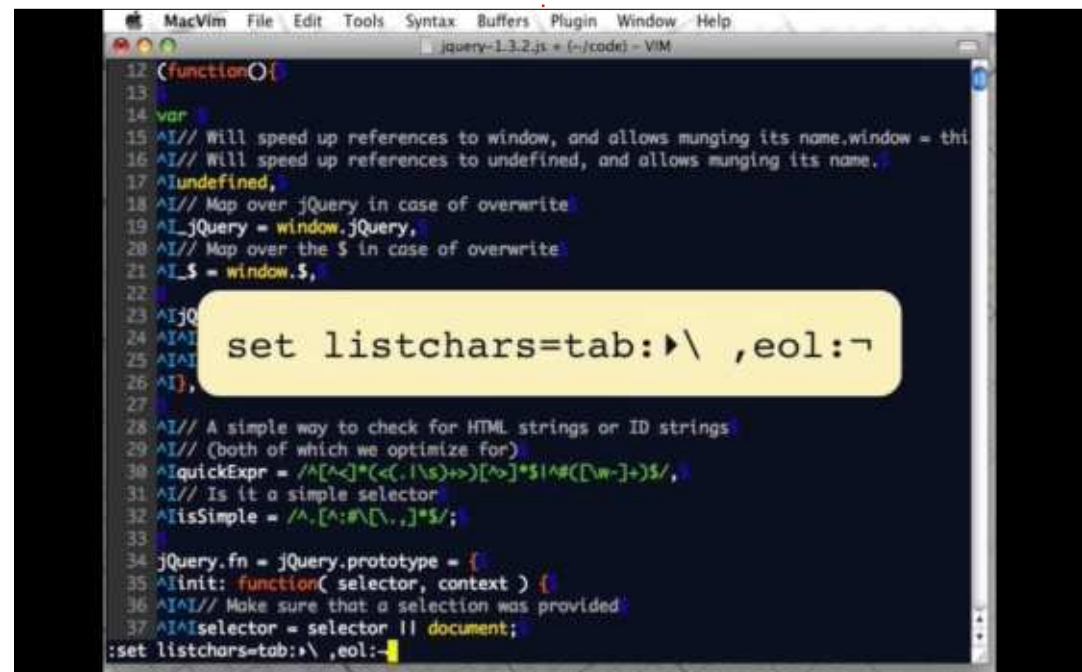 MacVim File Edit Tools Syntax Buffers Plugin Window Help
jquery-1.3.2.js + (~/code) - VIM
12 (function(){$
13 $
14 var $
15 ^I// Will speed up references to window, and allows munging its name.window = thi
16 ^I// Will speed up references to undefined, and allows munging its name.$
17 ^Iundefined,$
18 ^I// Map over jQuery in case of overwrite$
19 ^I_jQuery = window.jQuery,$
20 ^I// Map over the $ in case of overwrite$
21 ^I_$ = window.$,$
22 $
23 ^IjQ
24 ^I^I
25 ^I^I
26 ^I},
set listchars=tab:▸\ ,eol:¬
27 $
28 ^I// A simple way to check for HTML strings or ID strings$
29 ^I// (both of which we optimize for)$
30 ^IquickExpr = /^[^<]*(<(.|\s)+>)[^>]*$|^#([\w-]+)$/,$
31 ^I// Is it a simple selector$
32 ^IisSimple = /^.[^:#\[\.,]*$/;$
33 $
34 jQuery.fn = jQuery.prototype = {$
35 ^Iinit: function( selector, context ) {$
36 ^I^I// Make sure that a selection was provided$
37 ^I^Iselector = selector || document;$
:set listchars=tab:▸\ ,eol:¬